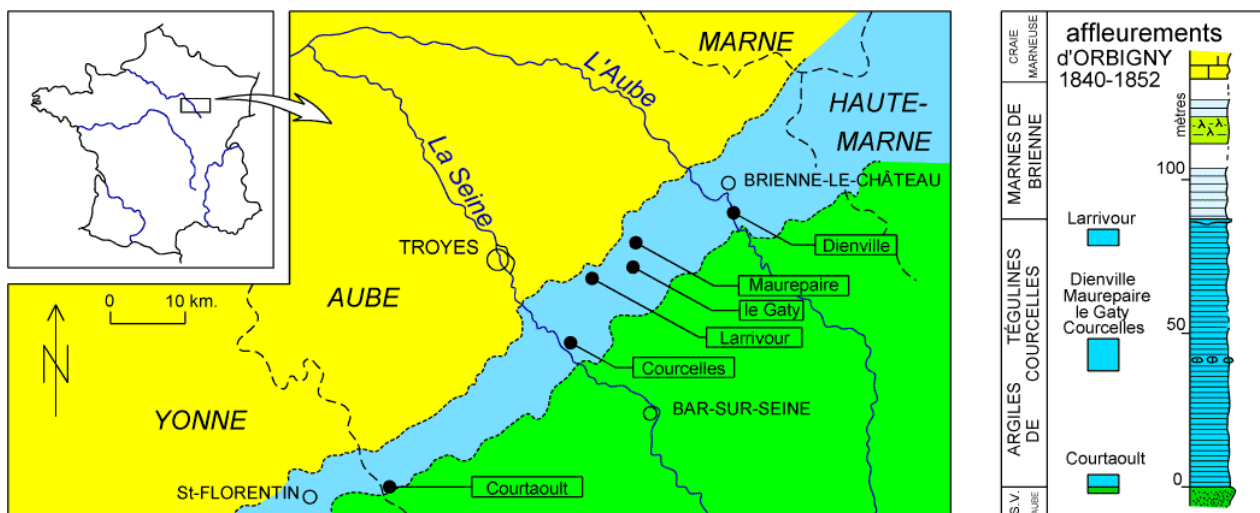 MARNE
L'Aube
HAUTE-
MARNE
La Seine
BRIENNE-LE-CHÂTEAU
TROYES
Dienville
0 10 km.
AUBE
Maurepaire
le Gaty
Larrivour
N
Courcelles
YONNE
BAR-SUR-SEINE
St-FLORENTIN
Courtaoult
CRAIE
MARNEUSE
MARNES DE
BRIENNE
ARGILES TÉGULINES
DE COURCELLES
S.V.
AUBE
affleurements
d'ORBIGNY
1840-1852
mètres
100
Larrivour
Dienville
Maurepaire
le Gaty
Courcelles
50
Courtaoult
0